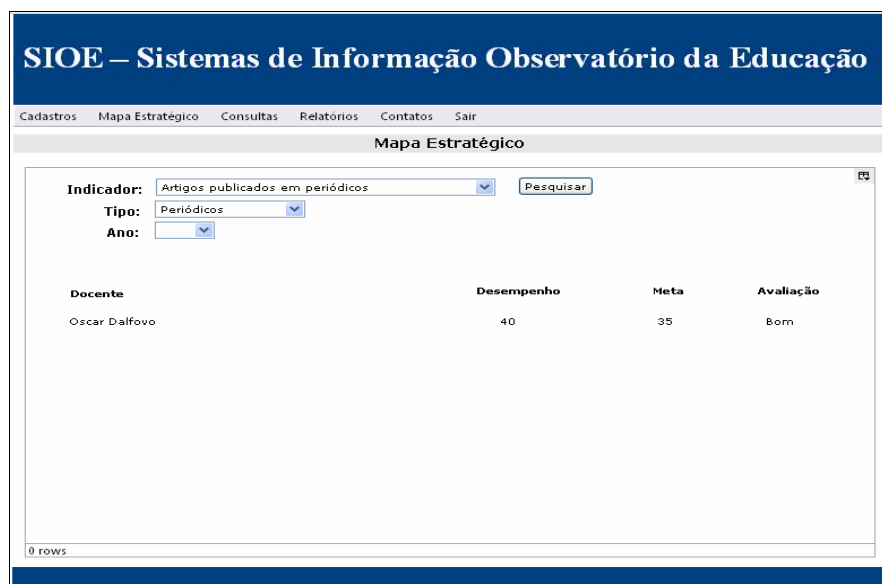 SIOE – Sistemas de Informação Observatório da Educação
Cadastros Mapa Estratégico Consultas Relatórios Contatos Sair
Mapa Estratégico
Indicador: Artigos publicados em periódicos Pesquisar
Tipo: Periódicos
Ano:
Docente Desempenho Meta Avaliação
Oscar Dalfovo 40 35 Bom
0 rows